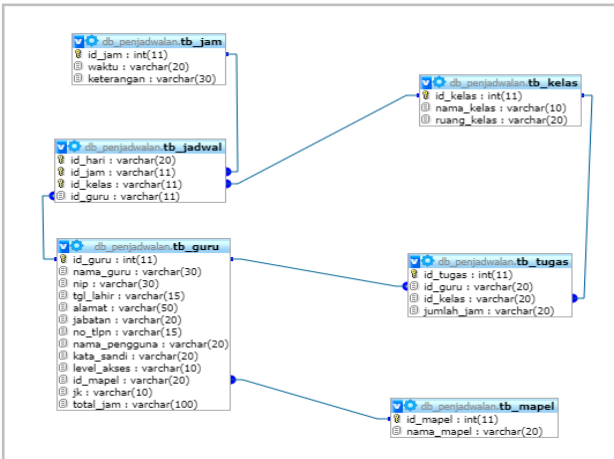 db_penjadwalan.tb_jam
id_jam : int(11)
waktu : varchar(20)
keterangan : varchar(30)
db_penjadwalan.tb_kelas
id_kelas : int(11)
nama_kelas : varchar(10)
ruang_kelas : varchar(20)
db_penjadwalan.tb_jadwal
id_hari : varchar(20)
id_jam : varchar(11)
id_kelas : varchar(11)
id_guru : varchar(11)
db_penjadwalan.tb_guru
id_guru : int(11)
nama_guru : varchar(30)
nip : varchar(30)
tgl_lahir : varchar(15)
alamat : varchar(50)
jabatan : varchar(20)
no_tlpn : varchar(15)
nama_pengguna : varchar(20)
kata_sandi : varchar(20)
level_akses : varchar(10)
id_mapel : varchar(20)
jk : varchar(10)
total_jam : varchar(100)
db_penjadwalan.tb_tugas
id_tugas : int(11)
id_guru : varchar(20)
id_kelas : varchar(20)
jumlah_jam : varchar(20)
db_penjadwalan.tb_mapel
id_mapel : int(11)
nama_mapel : varchar(20)